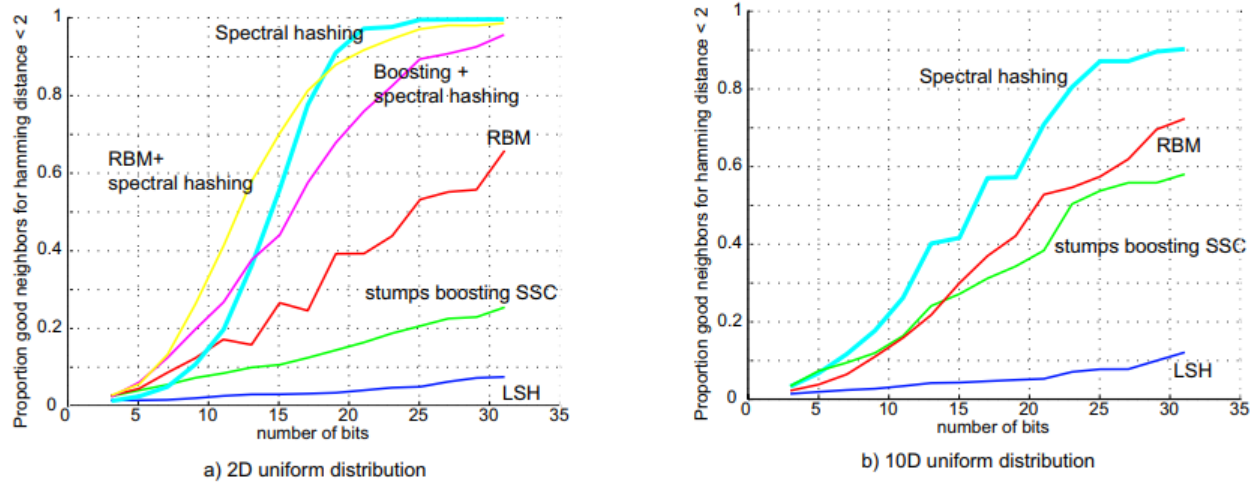 Proportion good neighbors for hamming distance < 2
1
0.8
0.6
0.4
0.2
0
Spectral hashing
Boosting +
spectral hashing
RBM
RBM+
spectral hashing
stumps boosting SSC
LSH
0 5 10 15 20 25 30 35
number of bits
a) 2D uniform distribution
Proportion good neighbors for hamming distance < 2
1
0.8
0.6
0.4
0.2
0
Spectral hashing
RBM
stumps boosting SSC
LSH
0 5 10 15 20 25 30 35
number of bits
b) 10D uniform distribution